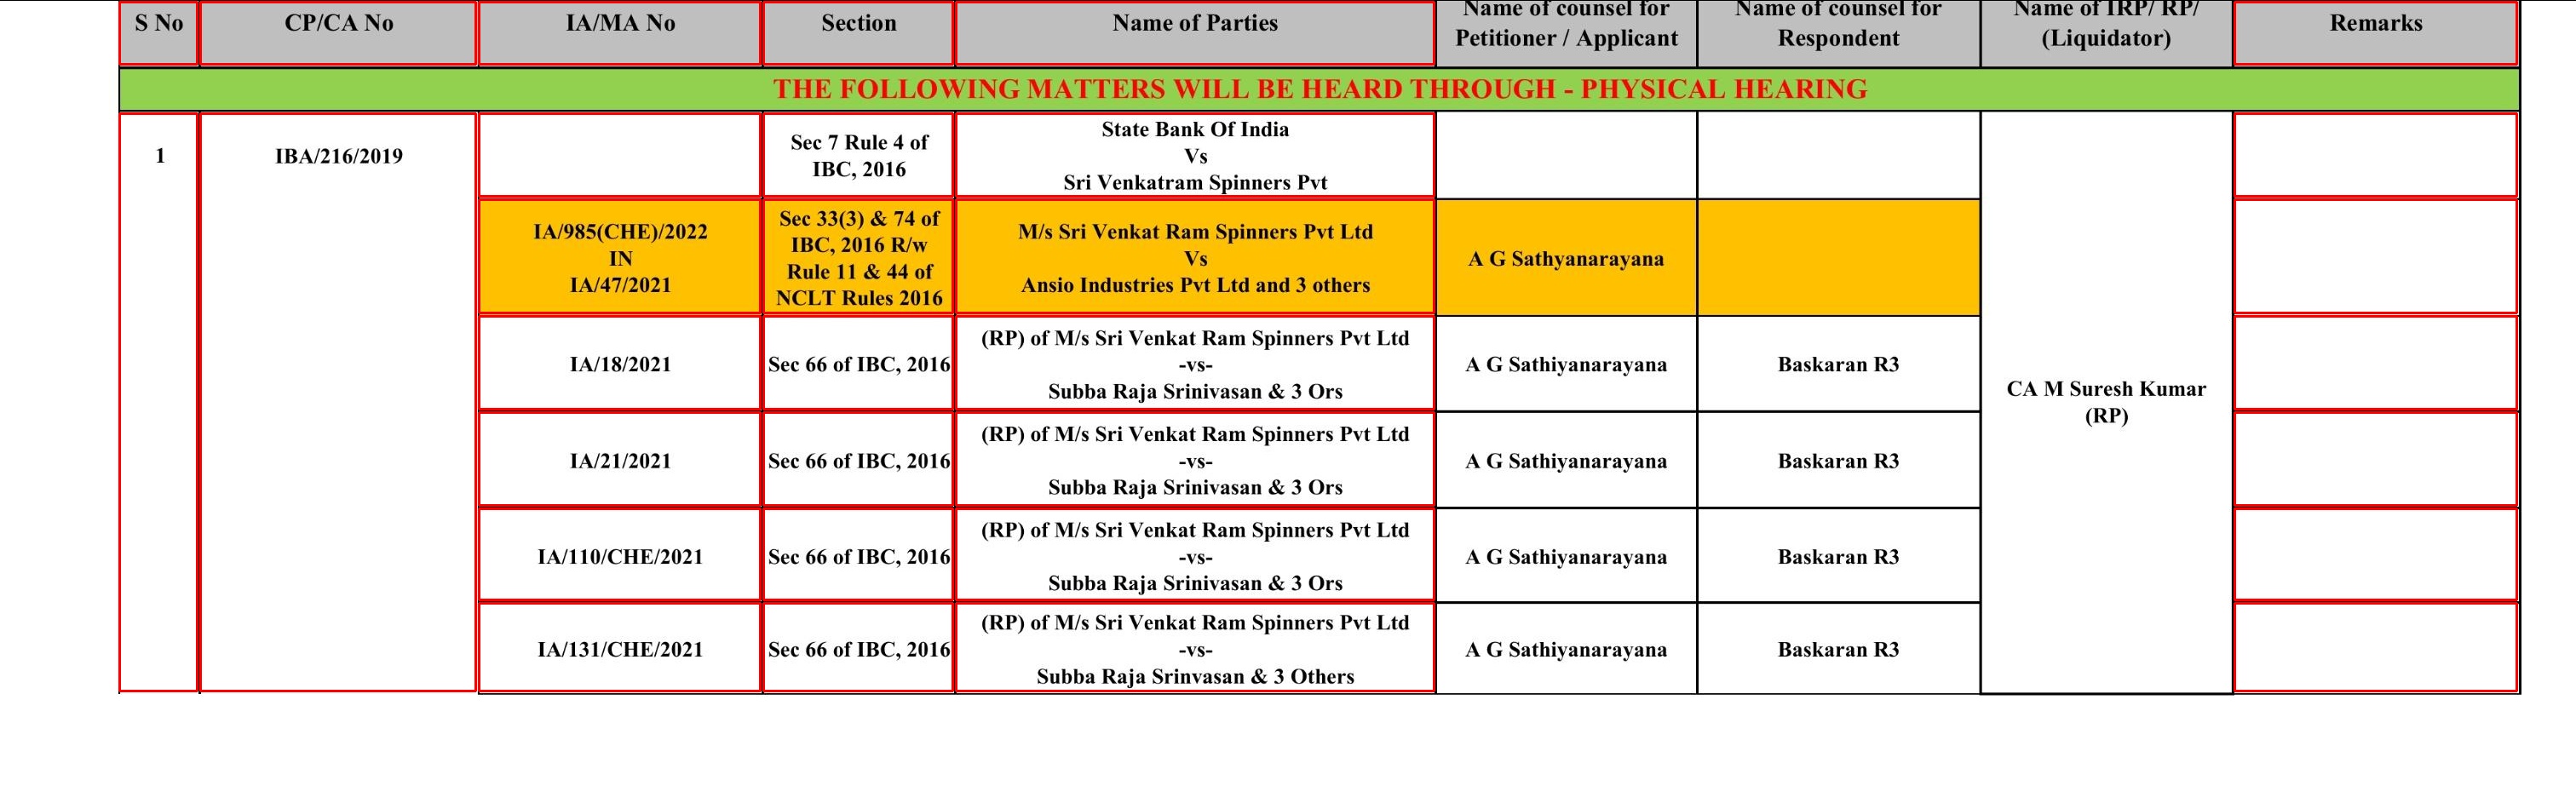 S No
CP/CA No
IA/MA No
Section
Name of Parties
Name of counsel for
Petitioner / Applicant
Name of counsel for
Respondent
Name of IRP/ RP/
(Liquidator)
Remarks
THE FOLLOWING MATTERS WILL BE HEARD THROUGH - PHYSICAL HEARING
1
IBA/216/2019
Sec 7 Rule 4 of
IBC, 2016
State Bank Of India
Vs
Sri Venkatram Spinners Pvt
IA/985(CHE)/2022
IN
IA/47/2021
Sec 33(3) & 74 of
IBC, 2016 R/w
Rule 11 & 44 of
NCLT Rules 2016
M/s Sri Venkat Ram Spinners Pvt Ltd
Vs
Ansio Industries Pvt Ltd and 3 others
A G Sathyanarayana
IA/18/2021
Sec 66 of IBC, 2016
(RP) of M/s Sri Venkat Ram Spinners Pvt Ltd
-vs-
Subba Raja Srinivasan & 3 Ors
A G Sathiyanarayana
Baskaran R3
CA M Suresh Kumar
(RP)
IA/21/2021
Sec 66 of IBC, 2016
(RP) of M/s Sri Venkat Ram Spinners Pvt Ltd
-vs-
Subba Raja Srinivasan & 3 Ors
A G Sathiyanarayana
Baskaran R3
IA/110/CHE/2021
Sec 66 of IBC, 2016
(RP) of M/s Sri Venkat Ram Spinners Pvt Ltd
-vs-
Subba Raja Srinivasan & 3 Ors
A G Sathiyanarayana
Baskaran R3
IA/131/CHE/2021
Sec 66 of IBC, 2016
(RP) of M/s Sri Venkat Ram Spinners Pvt Ltd
-vs-
Subba Raja Srinvasan & 3 Others
A G Sathiyanarayana
Baskaran R3